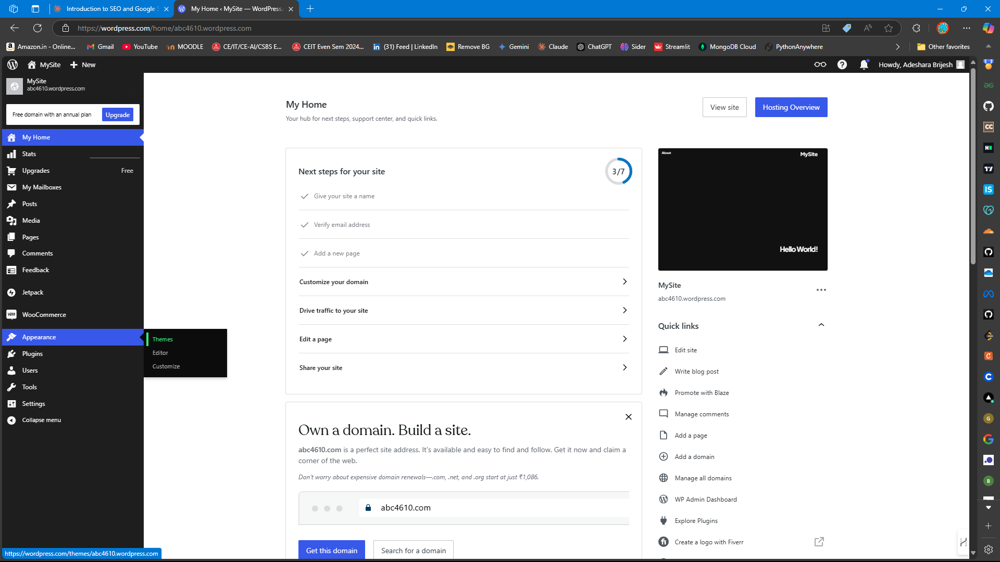 Introduction to SEO and Google S
My Home ‹ MySite — WordPress.
https://wordpress.com/home/abc4610.wordpress.com
Amazon.in - Online...
Gmail
YouTube
MOODLE
CE/IT/CE-AI/CSBS E...
CEIT Even Sem 2024...
(31) Feed | LinkedIn
Remove BG
Gemini
Claude
ChatGPT
Sider
Streamlit
MongoDB Cloud
PythonAnywhere
Other favorites
MySite
New
Howdy, Adeshara Brijesh
MySite
abc4610.wordpress.com
Free domain with an annual plan
Upgrade
My Home
Stats
Upgrades
Free
My Mailboxes
Posts
Media
Pages
Comments
Feedback
Jetpack
WooCommerce
Appearance
Plugins
Users
Tools
Settings
Collapse menu
Themes
Editor
Customize
https://wordpress.com/themes/abc4610.wordpress.com
My Home
Your hub for next steps, support center, and quick links.
View site
Hosting Overview
Next steps for your site
3/7
Give your site a name
Verify email address
Add a new page
Customize your domain
Drive traffic to your site
Edit a page
Share your site
Own a domain. Build a site.
abc4610.com is a perfect site address. It's available and easy to find and follow. Get it now and claim a
corner of the web.
Don't worry about expensive domain renewals—.com, .net, and .org start at just ₹1,086.
abc4610.com
Get this domain
Search for a domain
About
MySite
Hello World!
MySite
abc4610.wordpress.com
Quick links
Edit site
Write blog post
Promote with Blaze
Manage comments
Add a page
Add a domain
Manage all domains
WP Admin Dashboard
Explore Plugins
Create a logo with Fiverr